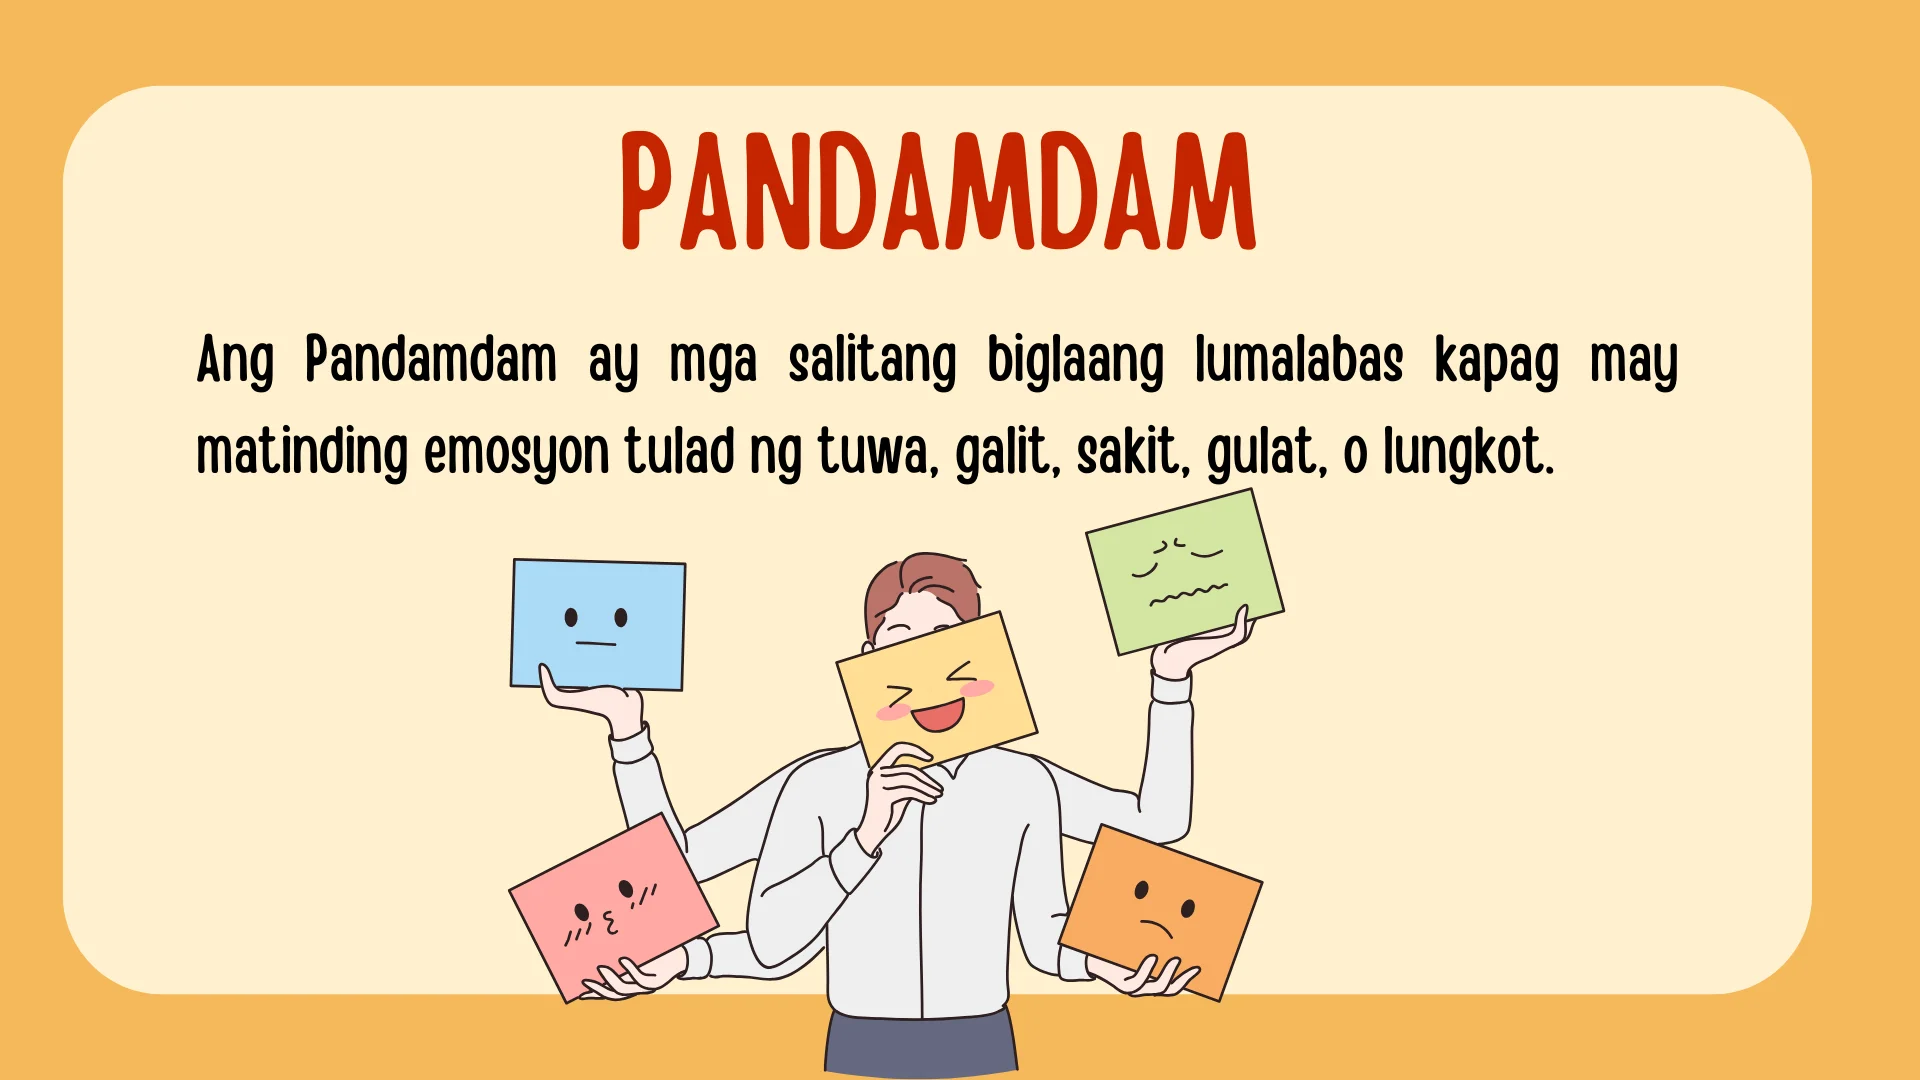 PANDAMDAM
Ang Pandamdam ay mga salitang biglaang lumalabas kapag may
matinding emosyon tulad ng tuwa, galit, sakit, gulat, o lungkot.